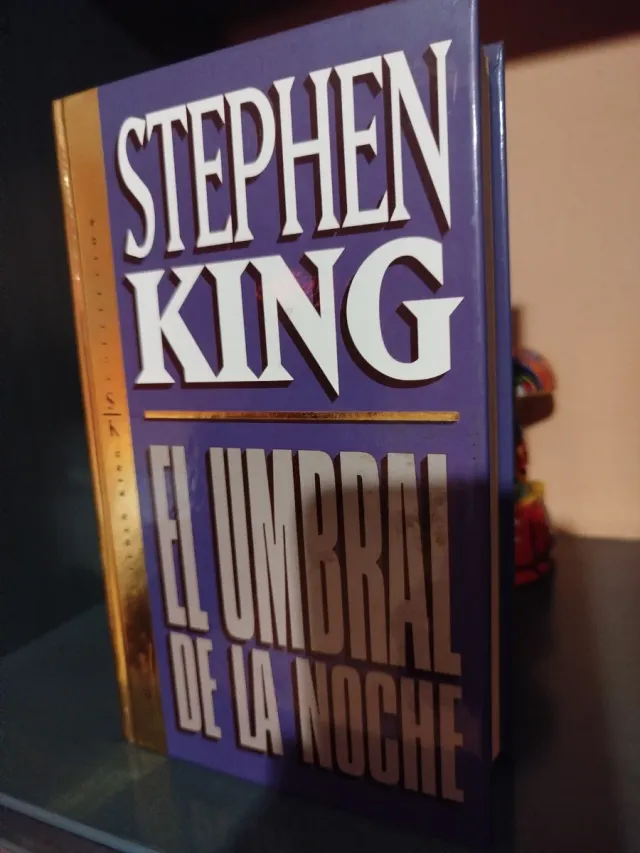 STEPHEN
KING
EL UMBRAL
DE LA NOCHE